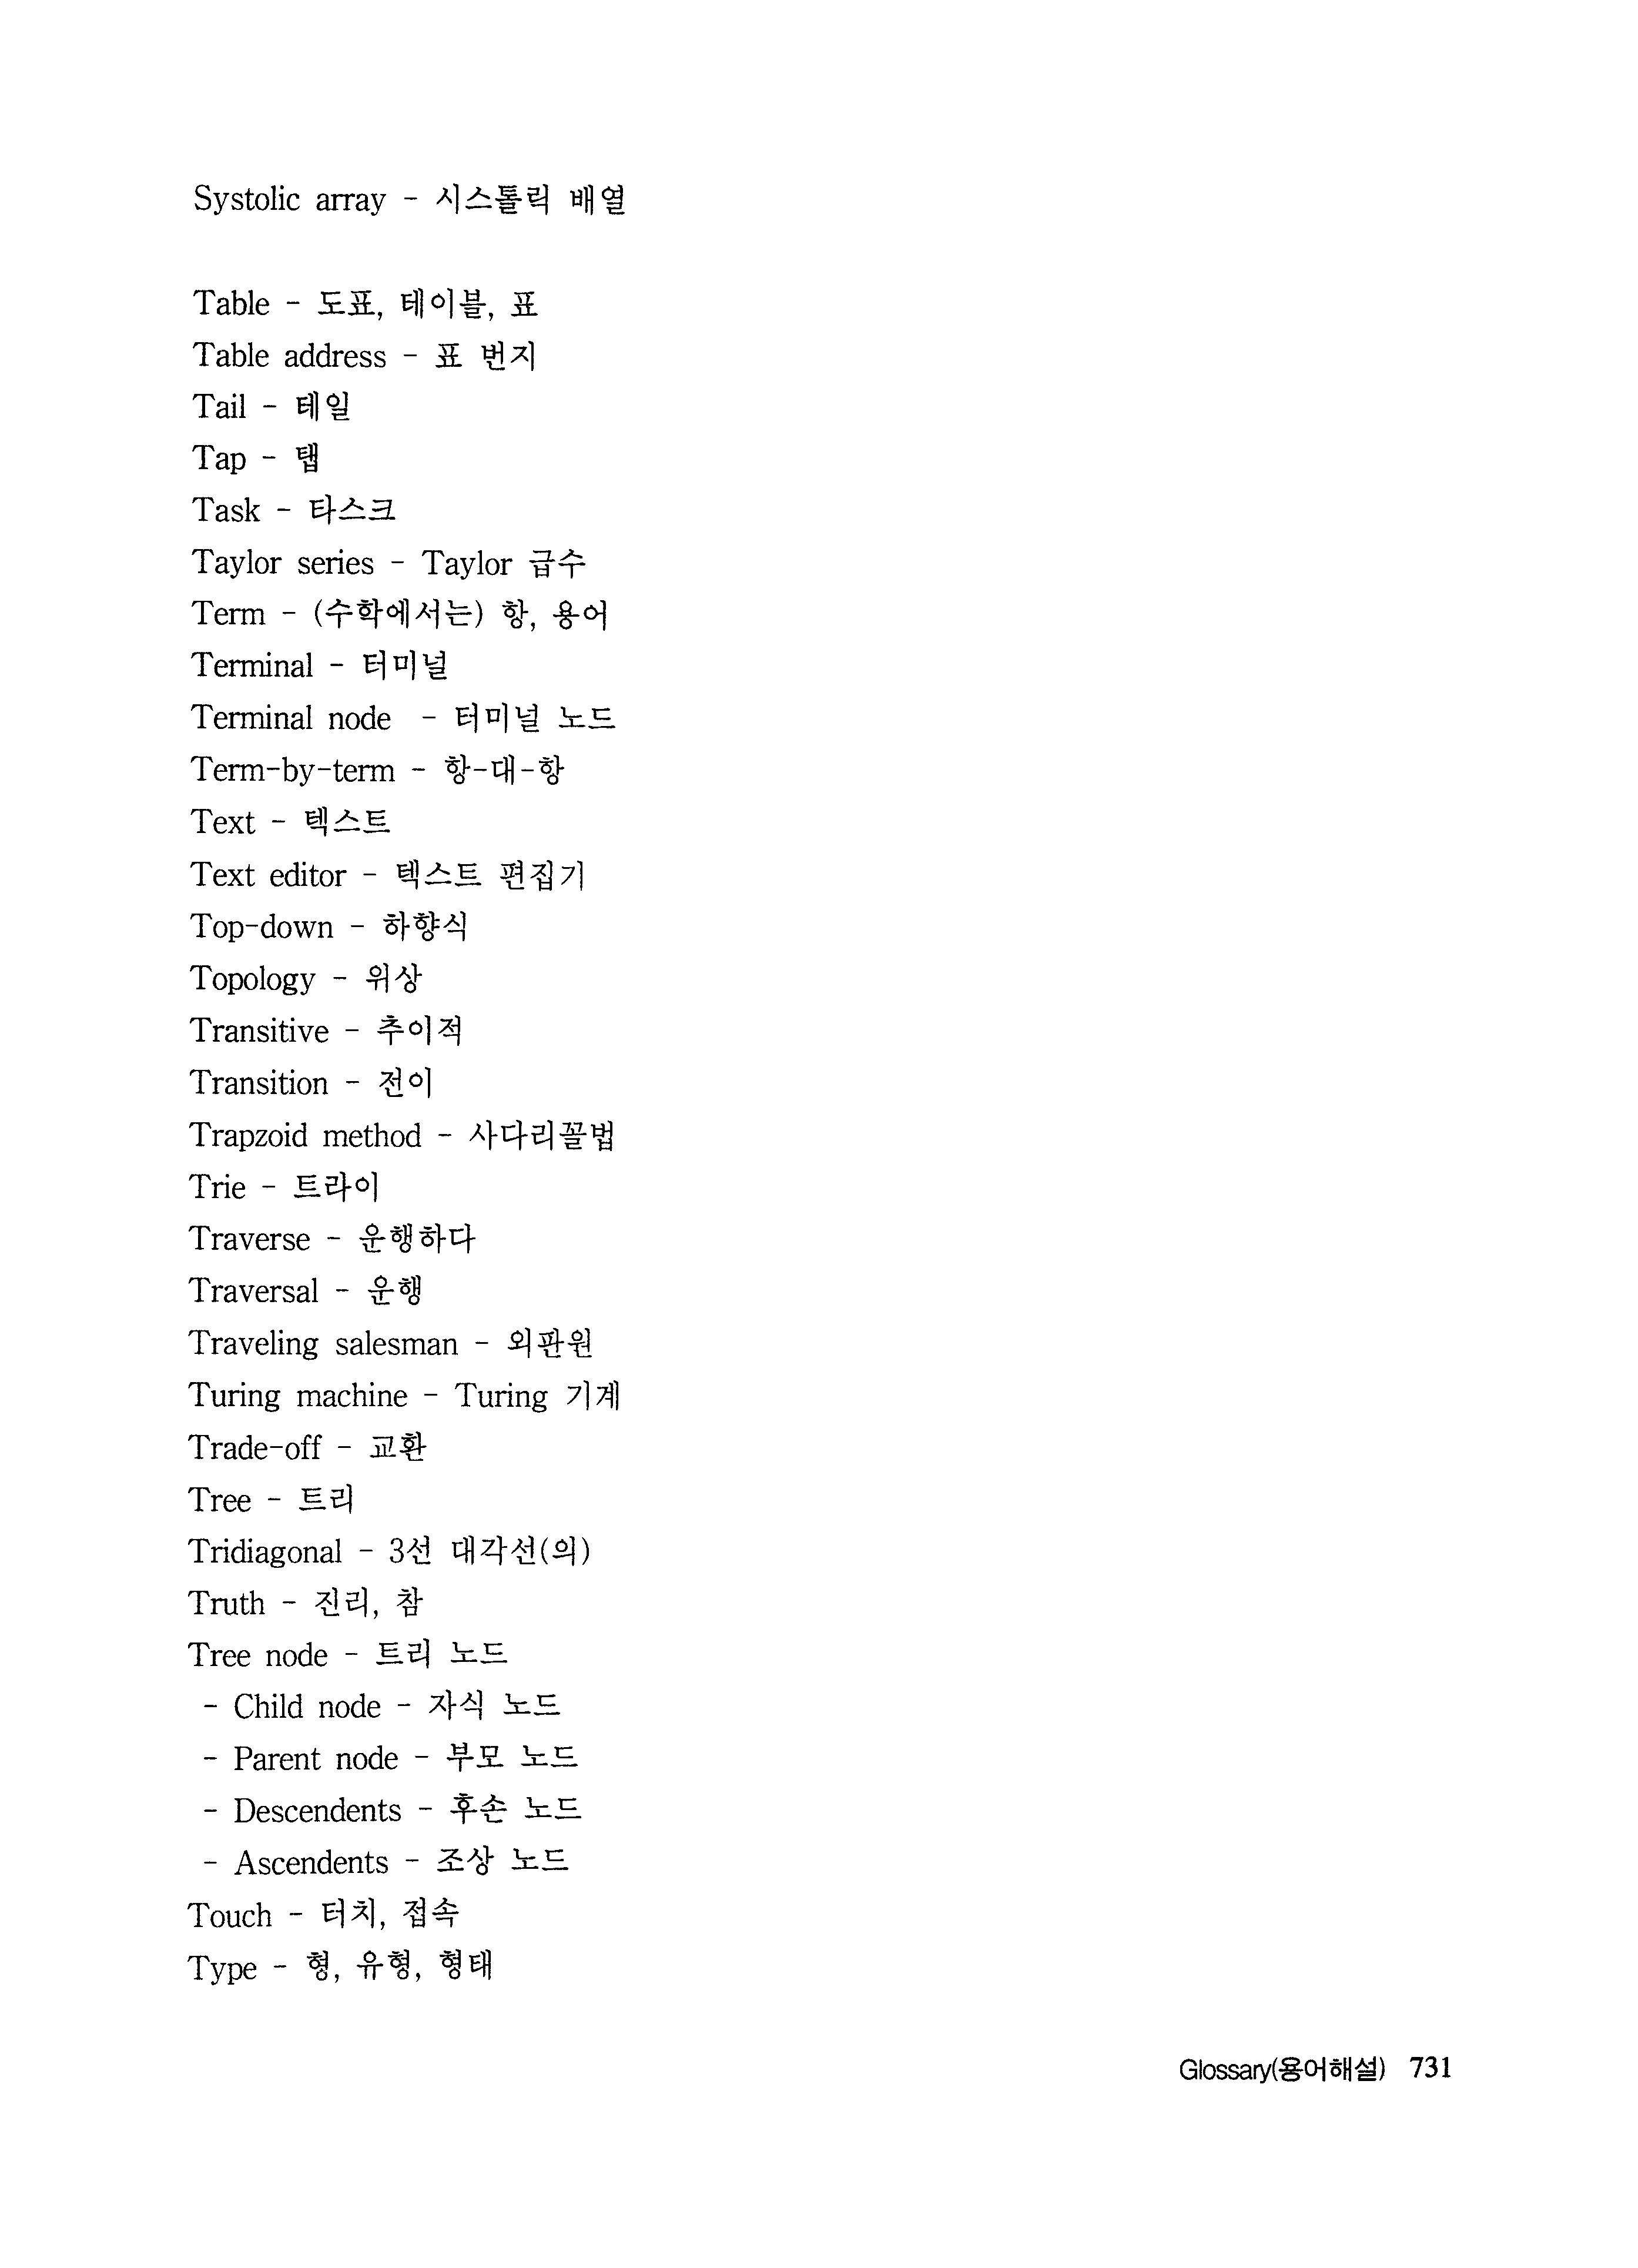 Systolic array - 시스톨릭 배열
Table - 도표, 테이블, 표
Table address - 표 번지
Tail - 테일
Tap - 탭
Task - 타스크
Taylor series - Taylor 급수
Term - (수학에서는) 항, 용어
Terminal - 터미널
Terminal node - 터미널 노드
Term-by-term - 항-대-항
Text - 텍스트
Text editor - 텍스트 편집기
Top-down - 하향식
Topology - 위상
Transitive - 추이적
Transition - 전이
Trapzoid method - 사다리꼴법
Trie - 트라이
Traverse - 운행하다
Traversal - 운행
Traveling salesman - 외판원
Turing machine - Turing 기계
Trade-off - 교환
Tree - 트리
Tridiagonal - 3선 대각선(의)
Truth - 진리, 참
Tree node - 트리 노드
- Child node - 자식 노드
- Parent node - 부모 노드
- Descendents - 후손 노드
- Ascendents - 조상 노드
Touch - 터치, 접속
Type - 형, 유형, 형태
Glossary(용어해설) 731